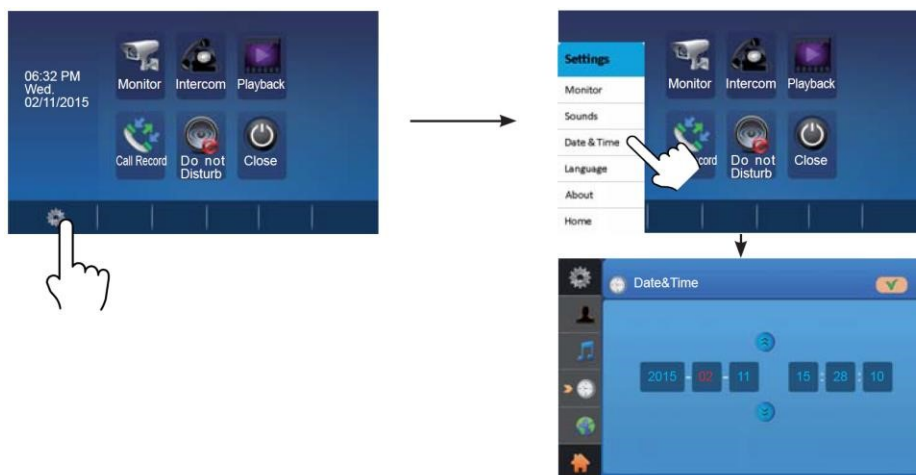 06:32 PM
Wed.
02/11/2015
Monitor
Intercom
Playback
Call Record
Do not
Disturb
Close
Settings
Monitor
Sounds
Date & Time
Language
About
Home
Monitor
Intercom
Playback
cord
Do not
Disturb
Close
Date&Time
2015 - 02 - 11
15 : 28 : 10